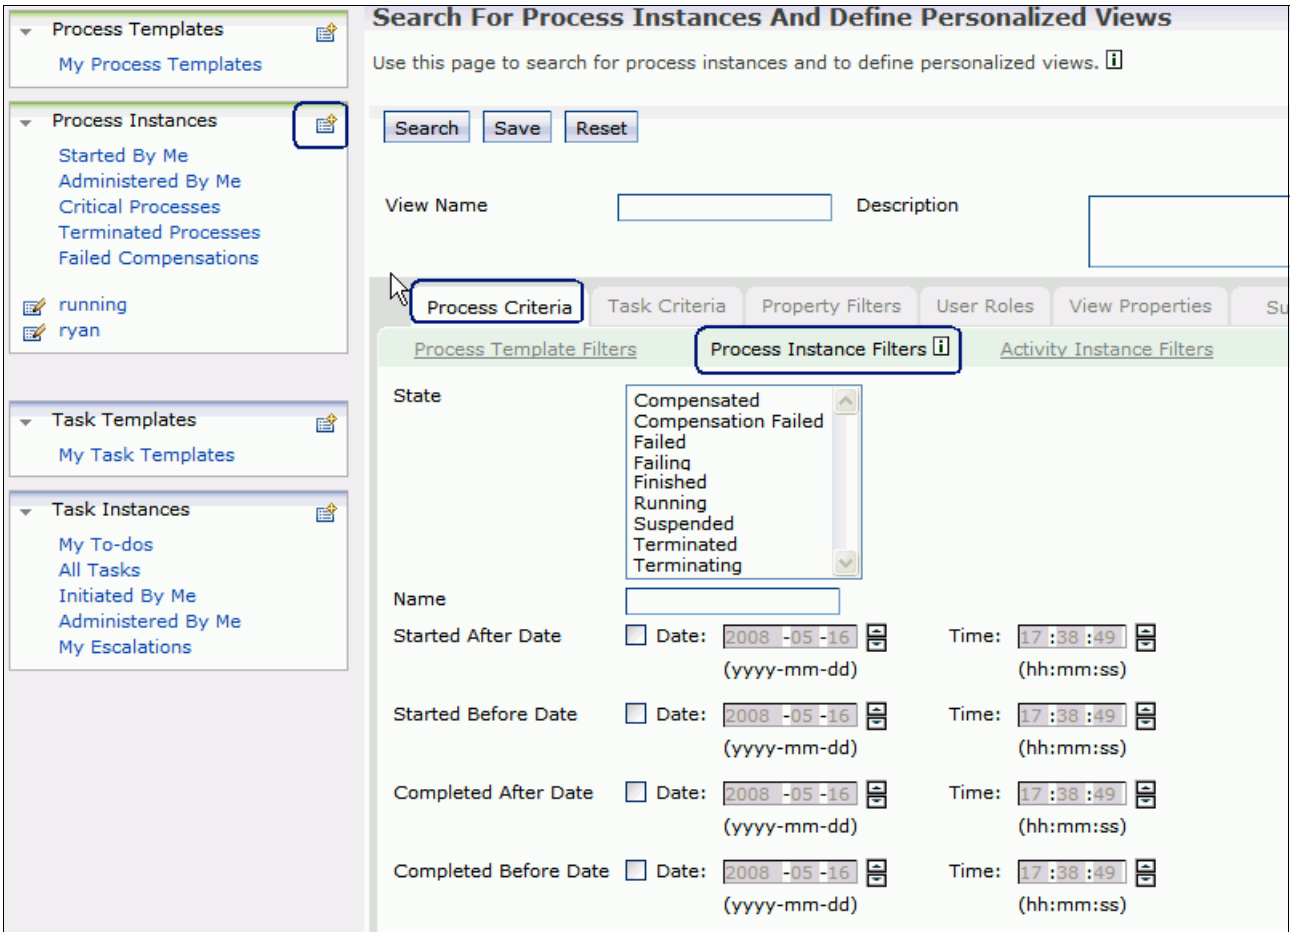 Process Templates
My Process Templates
Process Instances
Started By Me
Administered By Me
Critical Processes
Terminated Processes
Failed Compensations
running
ryan
Task Templates
My Task Templates
Task Instances
My To-dos
All Tasks
Initiated By Me
Administered By Me
My Escalations
Search For Process Instances And Define Personalized Views
Use this page to search for process instances and to define personalized views. i
Search Save Reset
View Name Description
Process Criteria Task Criteria Property Filters User Roles View Properties Su
Process Template Filters Process Instance Filters i Activity Instance Filters
State
Compensated
Compensation Failed
Failed
Failing
Finished
Running
Suspended
Terminated
Terminating
Name
Started After Date Date: 2008 -05 -16 Time: 17 :38 :49
(yyyy-mm-dd) (hh:mm:ss)
Started Before Date Date: 2008 -05 -16 Time: 17 :38 :49
(yyyy-mm-dd) (hh:mm:ss)
Completed After Date Date: 2008 -05 -16 Time: 17 :38 :49
(yyyy-mm-dd) (hh:mm:ss)
Completed Before Date Date: 2008 -05 -16 Time: 17 :38 :49
(yyyy-mm-dd) (hh:mm:ss)